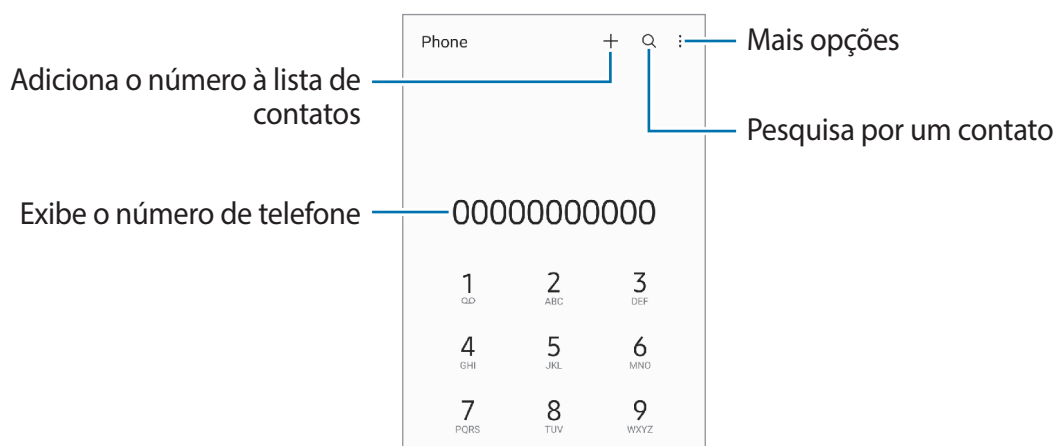 Phone
Mais opções
Adiciona o número à lista de
contatos
Pesquisa por um contato
Exibe o número de telefone
00000000000
1 2 3
ABC DEF
4 5 6
GHI JKL MNO
7 8 9
PQRS TUV WXYZ